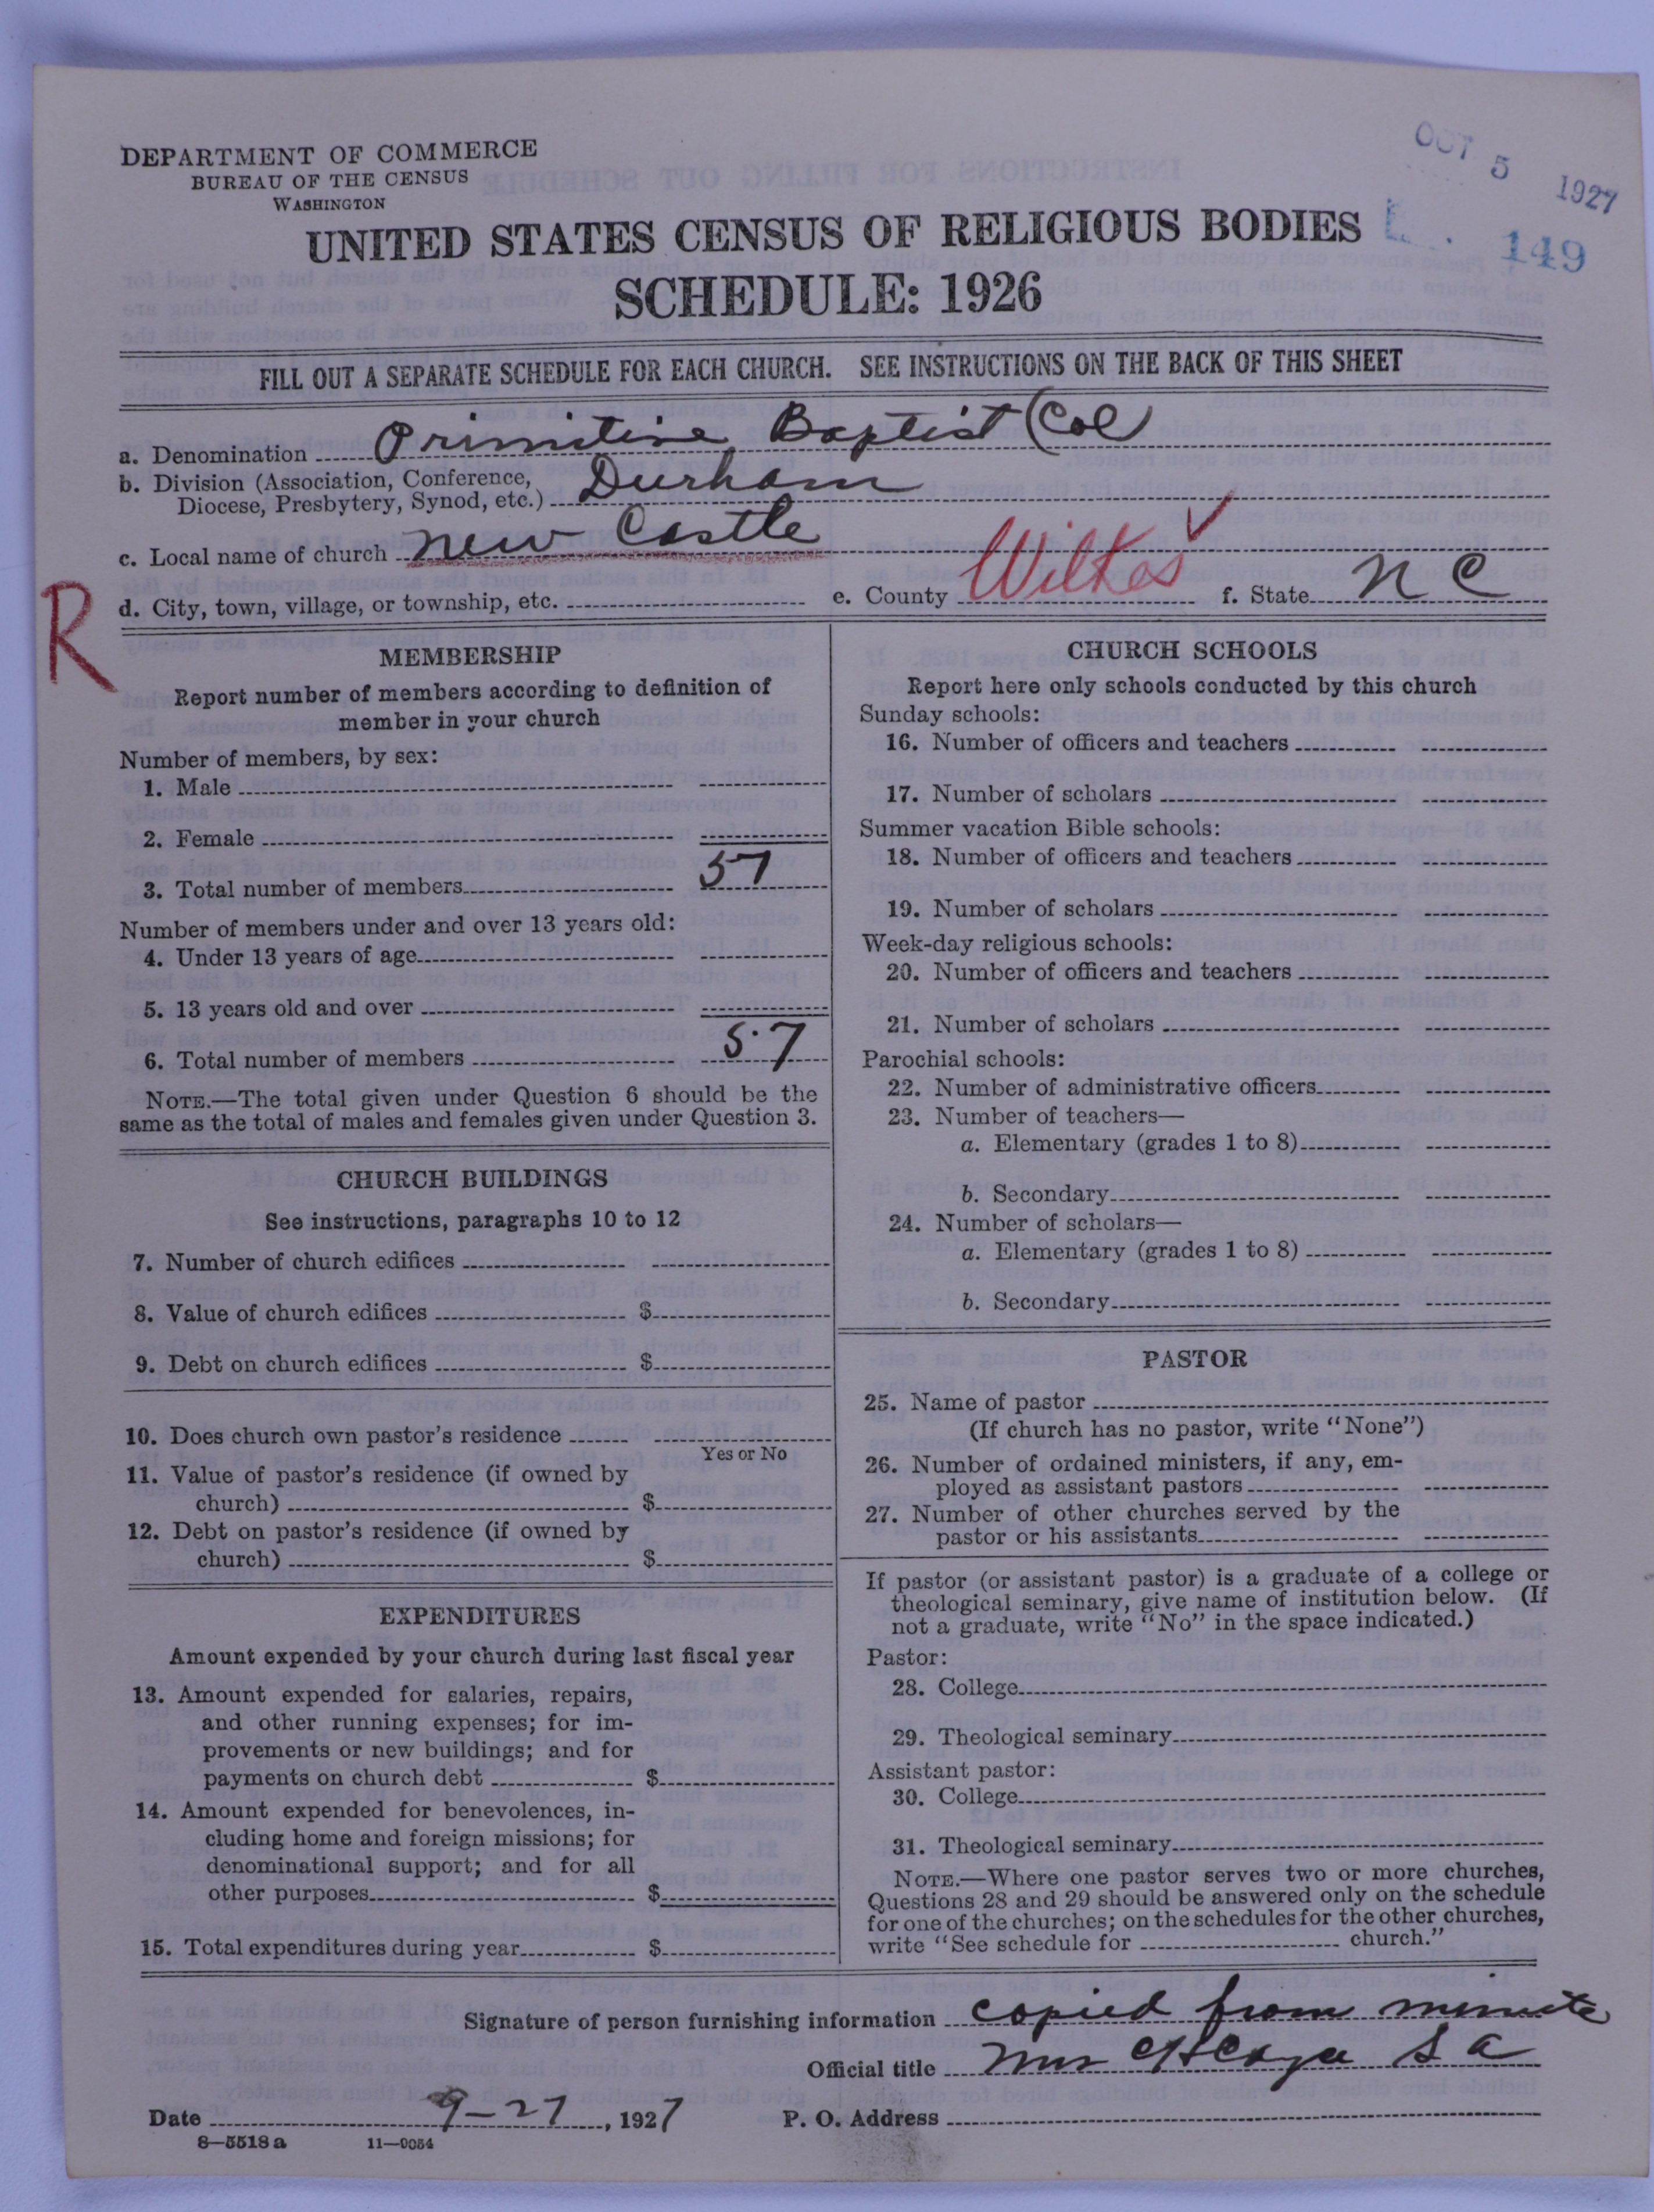 DEPARTMENT OF COMMERCE
BUREAU OF THE CENSUS
WASHINGTON
OCT 5 1927
149
UNITED STATES CENSUS OF RELIGIOUS BODIES
SCHEDULE: 1926
FILL OUT A SEPARATE SCHEDULE FOR EACH CHURCH. SEE INSTRUCTIONS ON THE BACK OF THIS SHEET
a. Denominatio Primitive Baptist (Col)
b. Division (Association, Conference, Diocese, Presbytery, Synod, etc.) Durham
c. Local name of church New Castle
R
d. City, town, village, or township, etc. e. County Wilkes f. State N C
MEMBERSHIP
Report number of members according to definition of
member in your church
Number of members, by sex:
1. Male
2. Female
3. Total number of members 57
Number of members under and over 13 years old:
4. Under 13 years of age
5. 13 years old and over
6. Total number of members 57
NOTE.—The total given under Question 6 should be the
same as the total of males and females given under Question 3.
CHURCH BUILDINGS
See instructions, paragraphs 10 to 12
7. Number of church edifices
8. Value of church edifices $
9. Debt on church edifices $
10. Does church own pastor's residence
Yes or No
11. Value of pastor's residence (if owned by
church) $
12. Debt on pastor's residence (if owned by
church) $
EXPENDITURES
Amount expended by your church during last fiscal year
13. Amount expended for salaries, repairs,
and other running expenses; for im-
provements or new buildings; and for
payments on church debt $
14. Amount expended for benevolences, in-
cluding home and foreign missions; for
denominational support; and for all
other purposes $
15. Total expenditures during year $
CHURCH SCHOOLS
Report here only schools conducted by this church
Sunday schools:
16. Number of officers and teachers
17. Number of scholars
Summer vacation Bible schools:
18. Number of officers and teachers
19. Number of scholars
Week-day religious schools:
20. Number of officers and teachers
21. Number of scholars
Parochial schools:
22. Number of administrative officers
23. Number of teachers—
a. Elementary (grades 1 to 8)
b. Secondary
24. Number of scholars—
a. Elementary (grades 1 to 8)
b. Secondary
PASTOR
25. Name of pastor
(If church has no pastor, write "None")
26. Number of ordained ministers, if any, em-
ployed as assistant pastors
27. Number of other churches served by the
pastor or his assistants
If pastor (or assistant pastor) is a graduate of a college or
theological seminary, give name of institution below. (If
not a graduate, write "No" in the space indicated.)
Pastor:
28. College
29. Theological seminary
Assistant pastor:
30. College
31. Theological seminary
NOTE.—Where one pastor serves two or more churches,
Questions 28 and 29 should be answered only on the schedule
for one of the churches; on the schedules for the other churches,
write "See schedule for church."
Signature of person furnishing information copied from minute
Official title Mrs S A
Date 9-27, 1927 P. O. Address
8—5518 a 11—9054